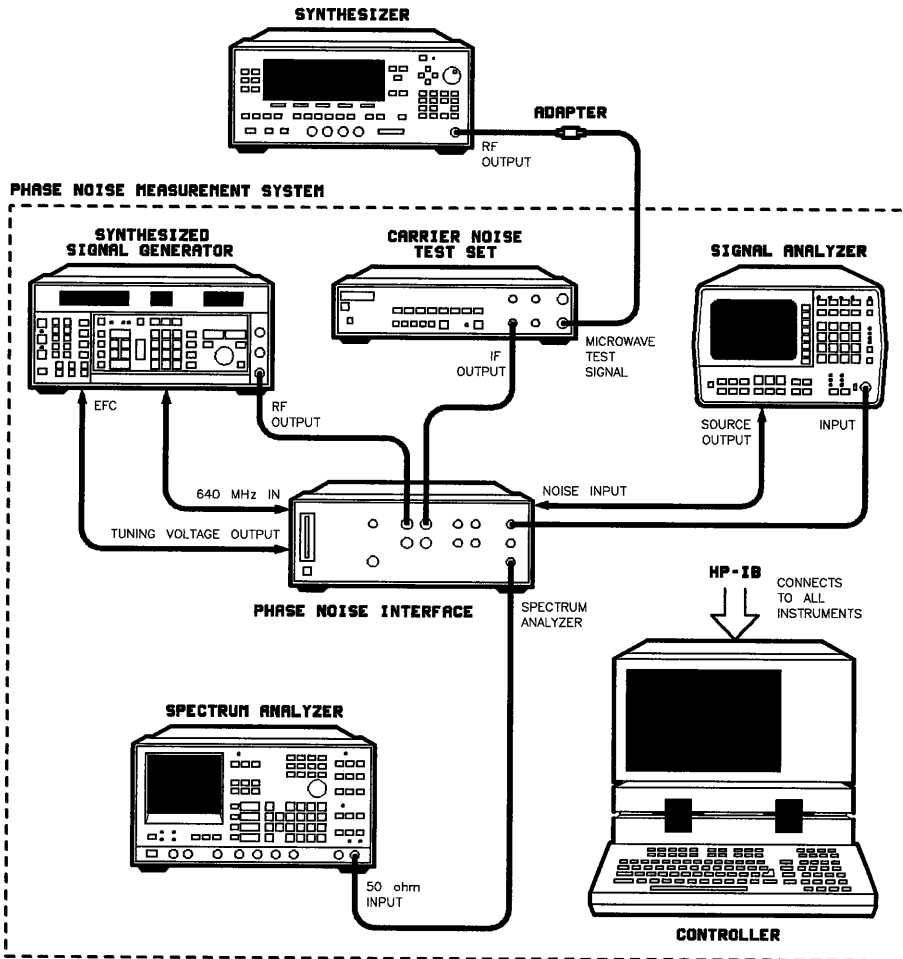 SYNTHESIZER
ADAPTER
RF
OUTPUT
PHASE NOISE MEASUREMENT SYSTEM
SYNTHESIZED
SIGNAL GENERATOR
CARRIER NOISE
TEST SET
SIGNAL ANALYZER
EFC
RF
OUTPUT
IF
OUTPUT
MICROWAVE
TEST
SIGNAL
SOURCE
OUTPUT
INPUT
640 MHz IN
NOISE INPUT
TUNING VOLTAGE OUTPUT
PHASE NOISE INTERFACE
SPECTRUM
ANALYZER
HP-IB
CONNECTS
TO ALL
INSTRUMENTS
SPECTRUM ANALYZER
50 ohm
INPUT
CONTROLLER